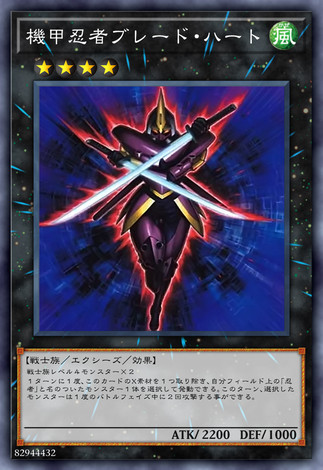 機甲忍者ブレード・ハート
風
【戦士族／エクシーズ／効果】
戦士族レベル４モンスター×２
１ターンに１度、このカードのX素材を１つ取り除き、自分フィールド上の「忍
者」と名のついたモンスター１体を選択して発動できる。このターン、選択した
モンスターは１度のバトルフェイズ中に２回攻撃する事ができる。
ATK/ 2200 DEF/1000
82944432